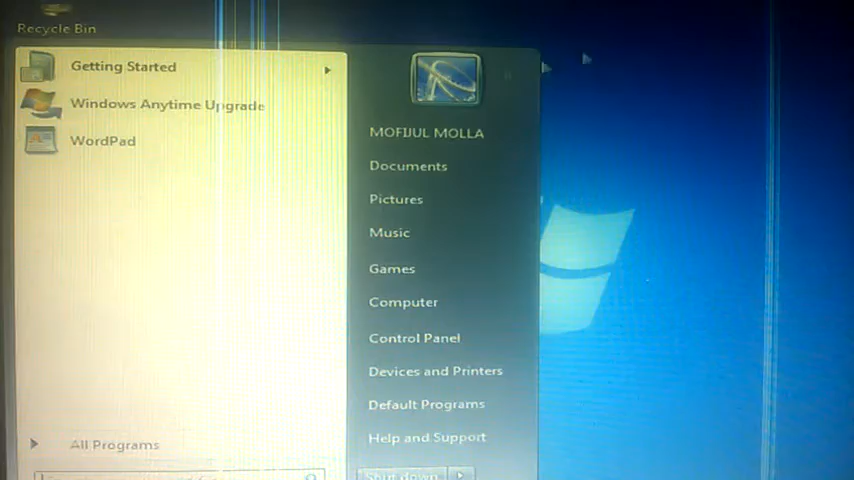 Recycle Bin
Getting Started
Windows Anytime Upgrade
WordPad
MOFIJUL MOLLA
Documents
Pictures
Music
Games
Computer
Control Panel
Devices and Printers
Default Programs
Help and Support
All Programs
Shut down